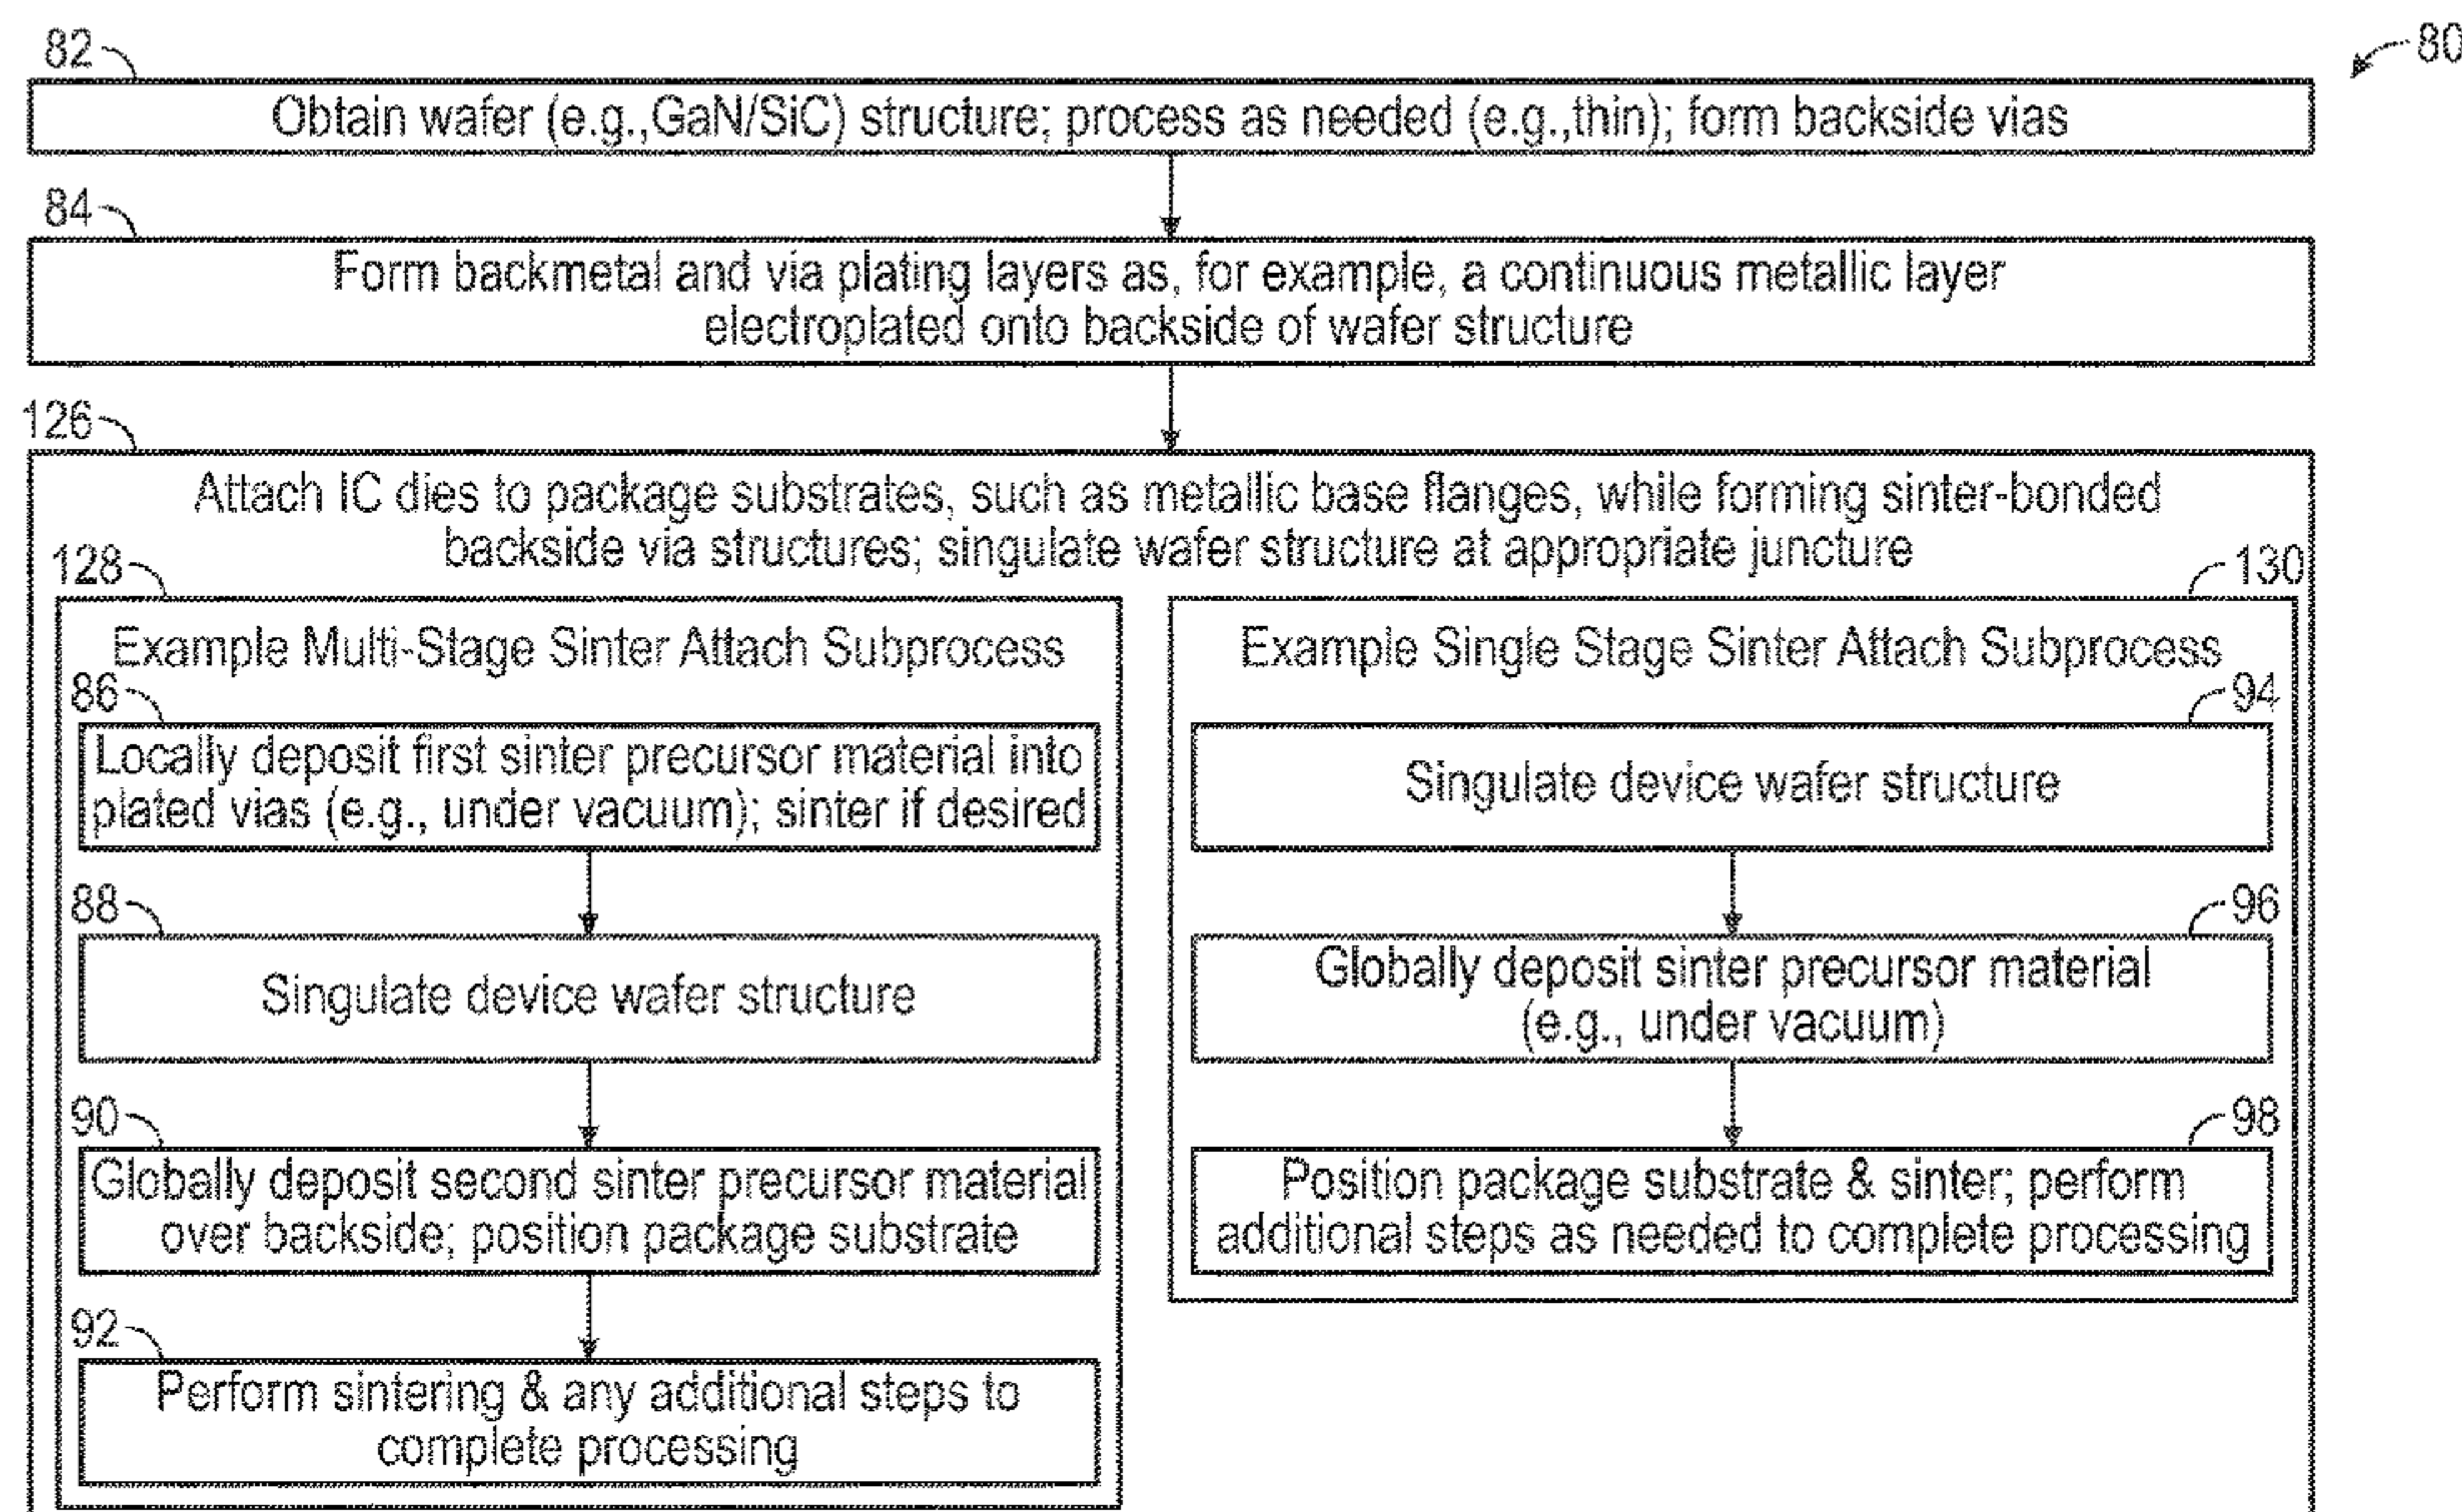 80
82
Obtain wafer (e.g.,GaN/SiC) structure; process as needed (e.g.,thin); form backside vias
84
Form backmetal and via plating layers as, for example, a continuous metallic layer
electroplated onto backside of wafer structure
126
Attach IC dies to package substrates, such as metallic base flanges, while forming sinter-bonded
backside via structures; singulate wafer structure at appropriate juncture
128
Example Multi-Stage Sinter Attach Subprocess
86
Locally deposit first sinter precursor material into
plated vias (e.g., under vacuum); sinter if desired
88
Singulate device wafer structure
90
Globally deposit second sinter precursor material
over backside; position package substrate
92
Perform sintering & any additional steps to
complete processing
130
Example Single Stage Sinter Attach Subprocess
94
Singulate device wafer structure
96
Globally deposit sinter precursor material
(e.g., under vacuum)
98
Position package substrate & sinter; perform
additional steps as needed to complete processing